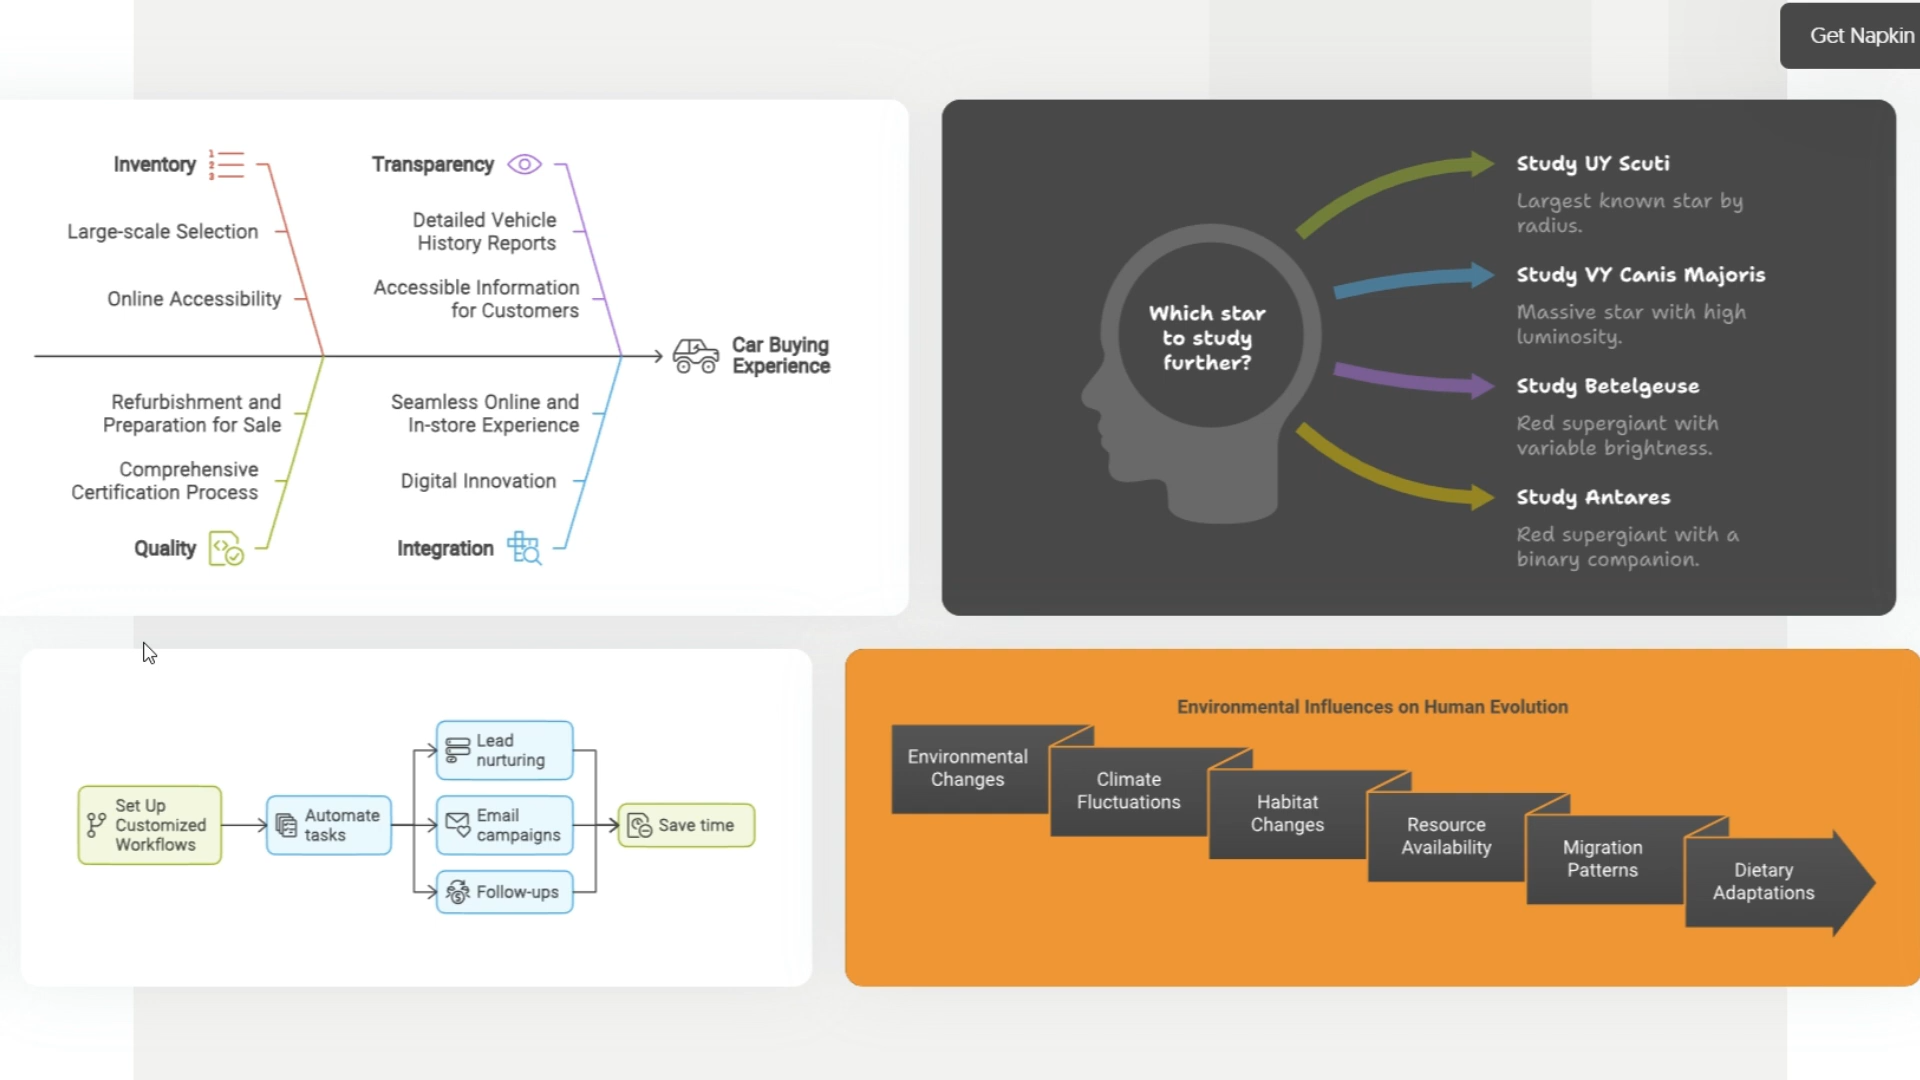 Get Napkin
Inventory
1
2
3
Large-scale Selection
Online Accessibility
Transparency
Detailed Vehicle
History Reports
Accessible Information
for Customers
Car Buying
Experience
Refurbishment and
Preparation for Sale
Comprehensive
Certification Process
Quality
Seamless Online and
In-store Experience
Digital Innovation
Integration
Which star
to study
further?
Study UY Scuti
Largest known star by
radius.
Study VY Canis Majoris
Massive star with high
luminosity.
Study Betelgeuse
Red supergiant with
variable brightness.
Study Antares
Red supergiant with a
binary companion.
Set Up
Customized
Workflows
Automate
tasks
Lead
nurturing
Email
campaigns
Follow-ups
Save time
Environmental Influences on Human Evolution
Environmental
Changes
Climate
Fluctuations
Habitat
Changes
Resource
Availability
Migration
Patterns
Dietary
Adaptations